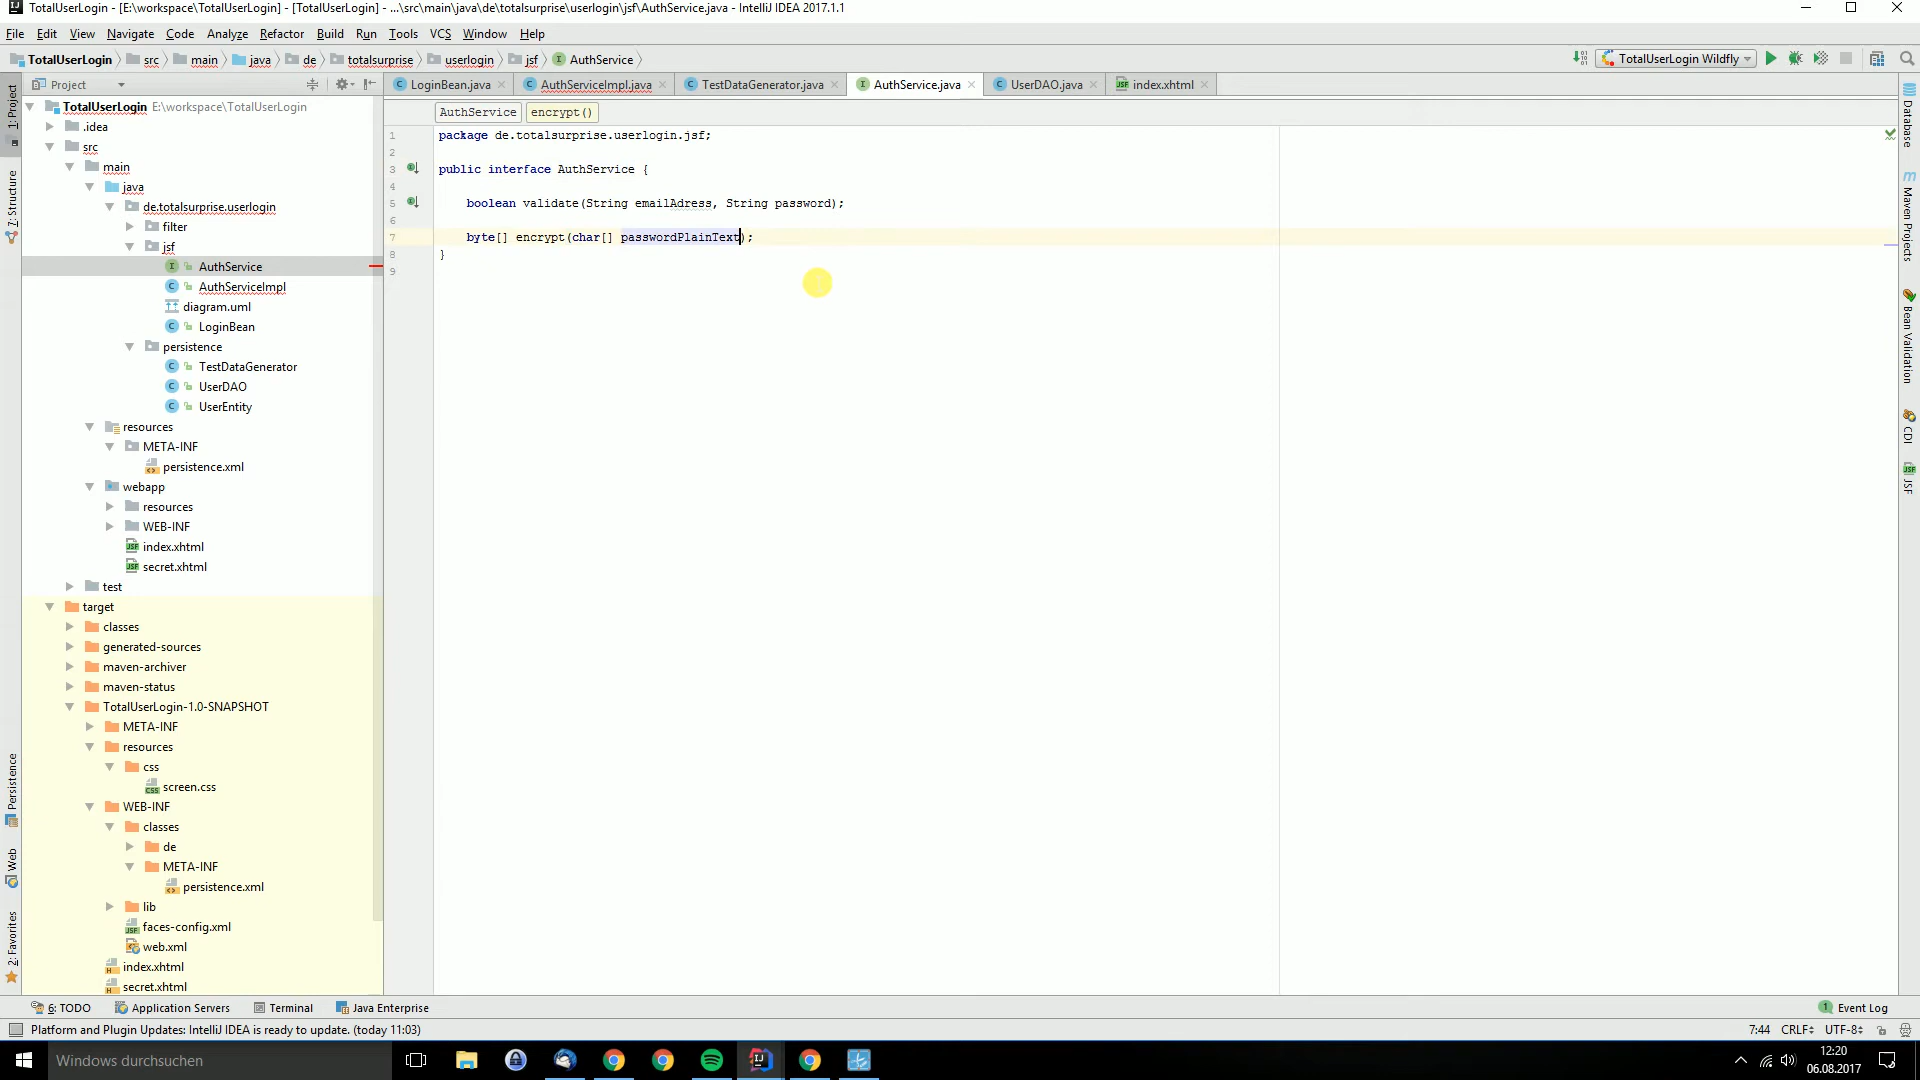 TotalUserLogin - [E:\workspace\TotalUserLogin] - [TotalUserLogin] - ...\src\main\java\de\totalsurprise\userlogin\jsf\AuthService.java - IntelliJ IDEA 2017.1.1
File Edit View Navigate Code Analyze Refactor Build Run Tools VCS Window Help
TotalUserLogin src main java de totalsurprise userlogin jsf AuthService
TotalUserLogin Wildfly
Project
LoginBean.java AuthServiceImpl.java TestDataGenerator.java AuthService.java UserDAO.java index.xhtml
AuthService encrypt()
1: Project
7: Structure
Persistence
Web
2: Favorites
TotalUserLogin E:\workspace\TotalUserLogin
.idea
src
main
java
de.totalsurprise.userlogin
filter
jsf
AuthService
AuthServiceImpl
diagram.uml
LoginBean
persistence
TestDataGenerator
UserDAO
UserEntity
resources
META-INF
persistence.xml
webapp
resources
WEB-INF
index.xhtml
secret.xhtml
test
target
classes
generated-sources
maven-archiver
maven-status
TotalUserLogin-1.0-SNAPSHOT
META-INF
resources
css
screen.css
WEB-INF
classes
de
META-INF
persistence.xml
lib
faces-config.xml
web.xml
index.xhtml
secret.xhtml
1 package de.totalsurprise.userlogin.jsf;
2
3 public interface AuthService {
4
5 boolean validate(String emailAdress, String password);
6
7 byte[] encrypt(char[] passwordPlainText);
8 }
9
Database
Maven Projects
Bean Validation
CDI
JSF
6: TODO Application Servers Terminal Java Enterprise 1 Event Log
Platform and Plugin Updates: IntelliJ IDEA is ready to update. (today 11:03) 7:44 CRLF UTF-8
Windows durchsuchen
12:20
06.08.2017